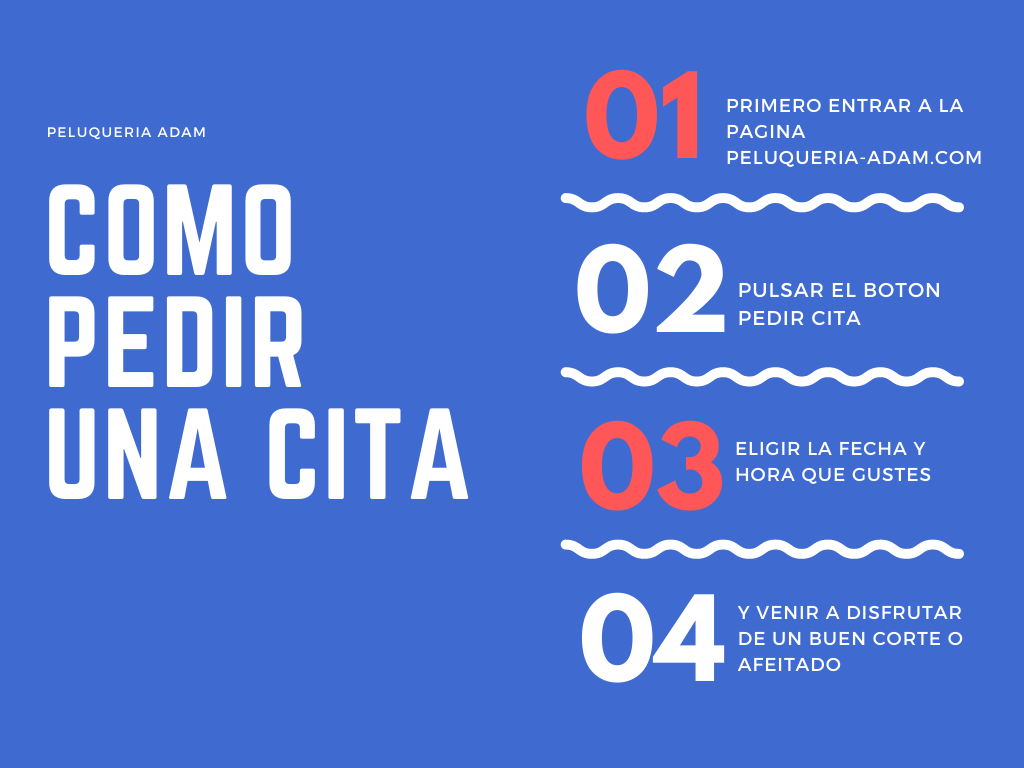 PELUQUERIA ADAM
COMO
PEDIR
UNA CITA
01
PRIMERO ENTRAR A LA
PAGINA
PELUQUERIA-ADAM.COM
02
PULSAR EL BOTON
PEDIR CITA
03
ELIGIR LA FECHA Y
HORA QUE GUSTES
04
Y VENIR A DISFRUTAR
DE UN BUEN CORTE O
AFEITADO